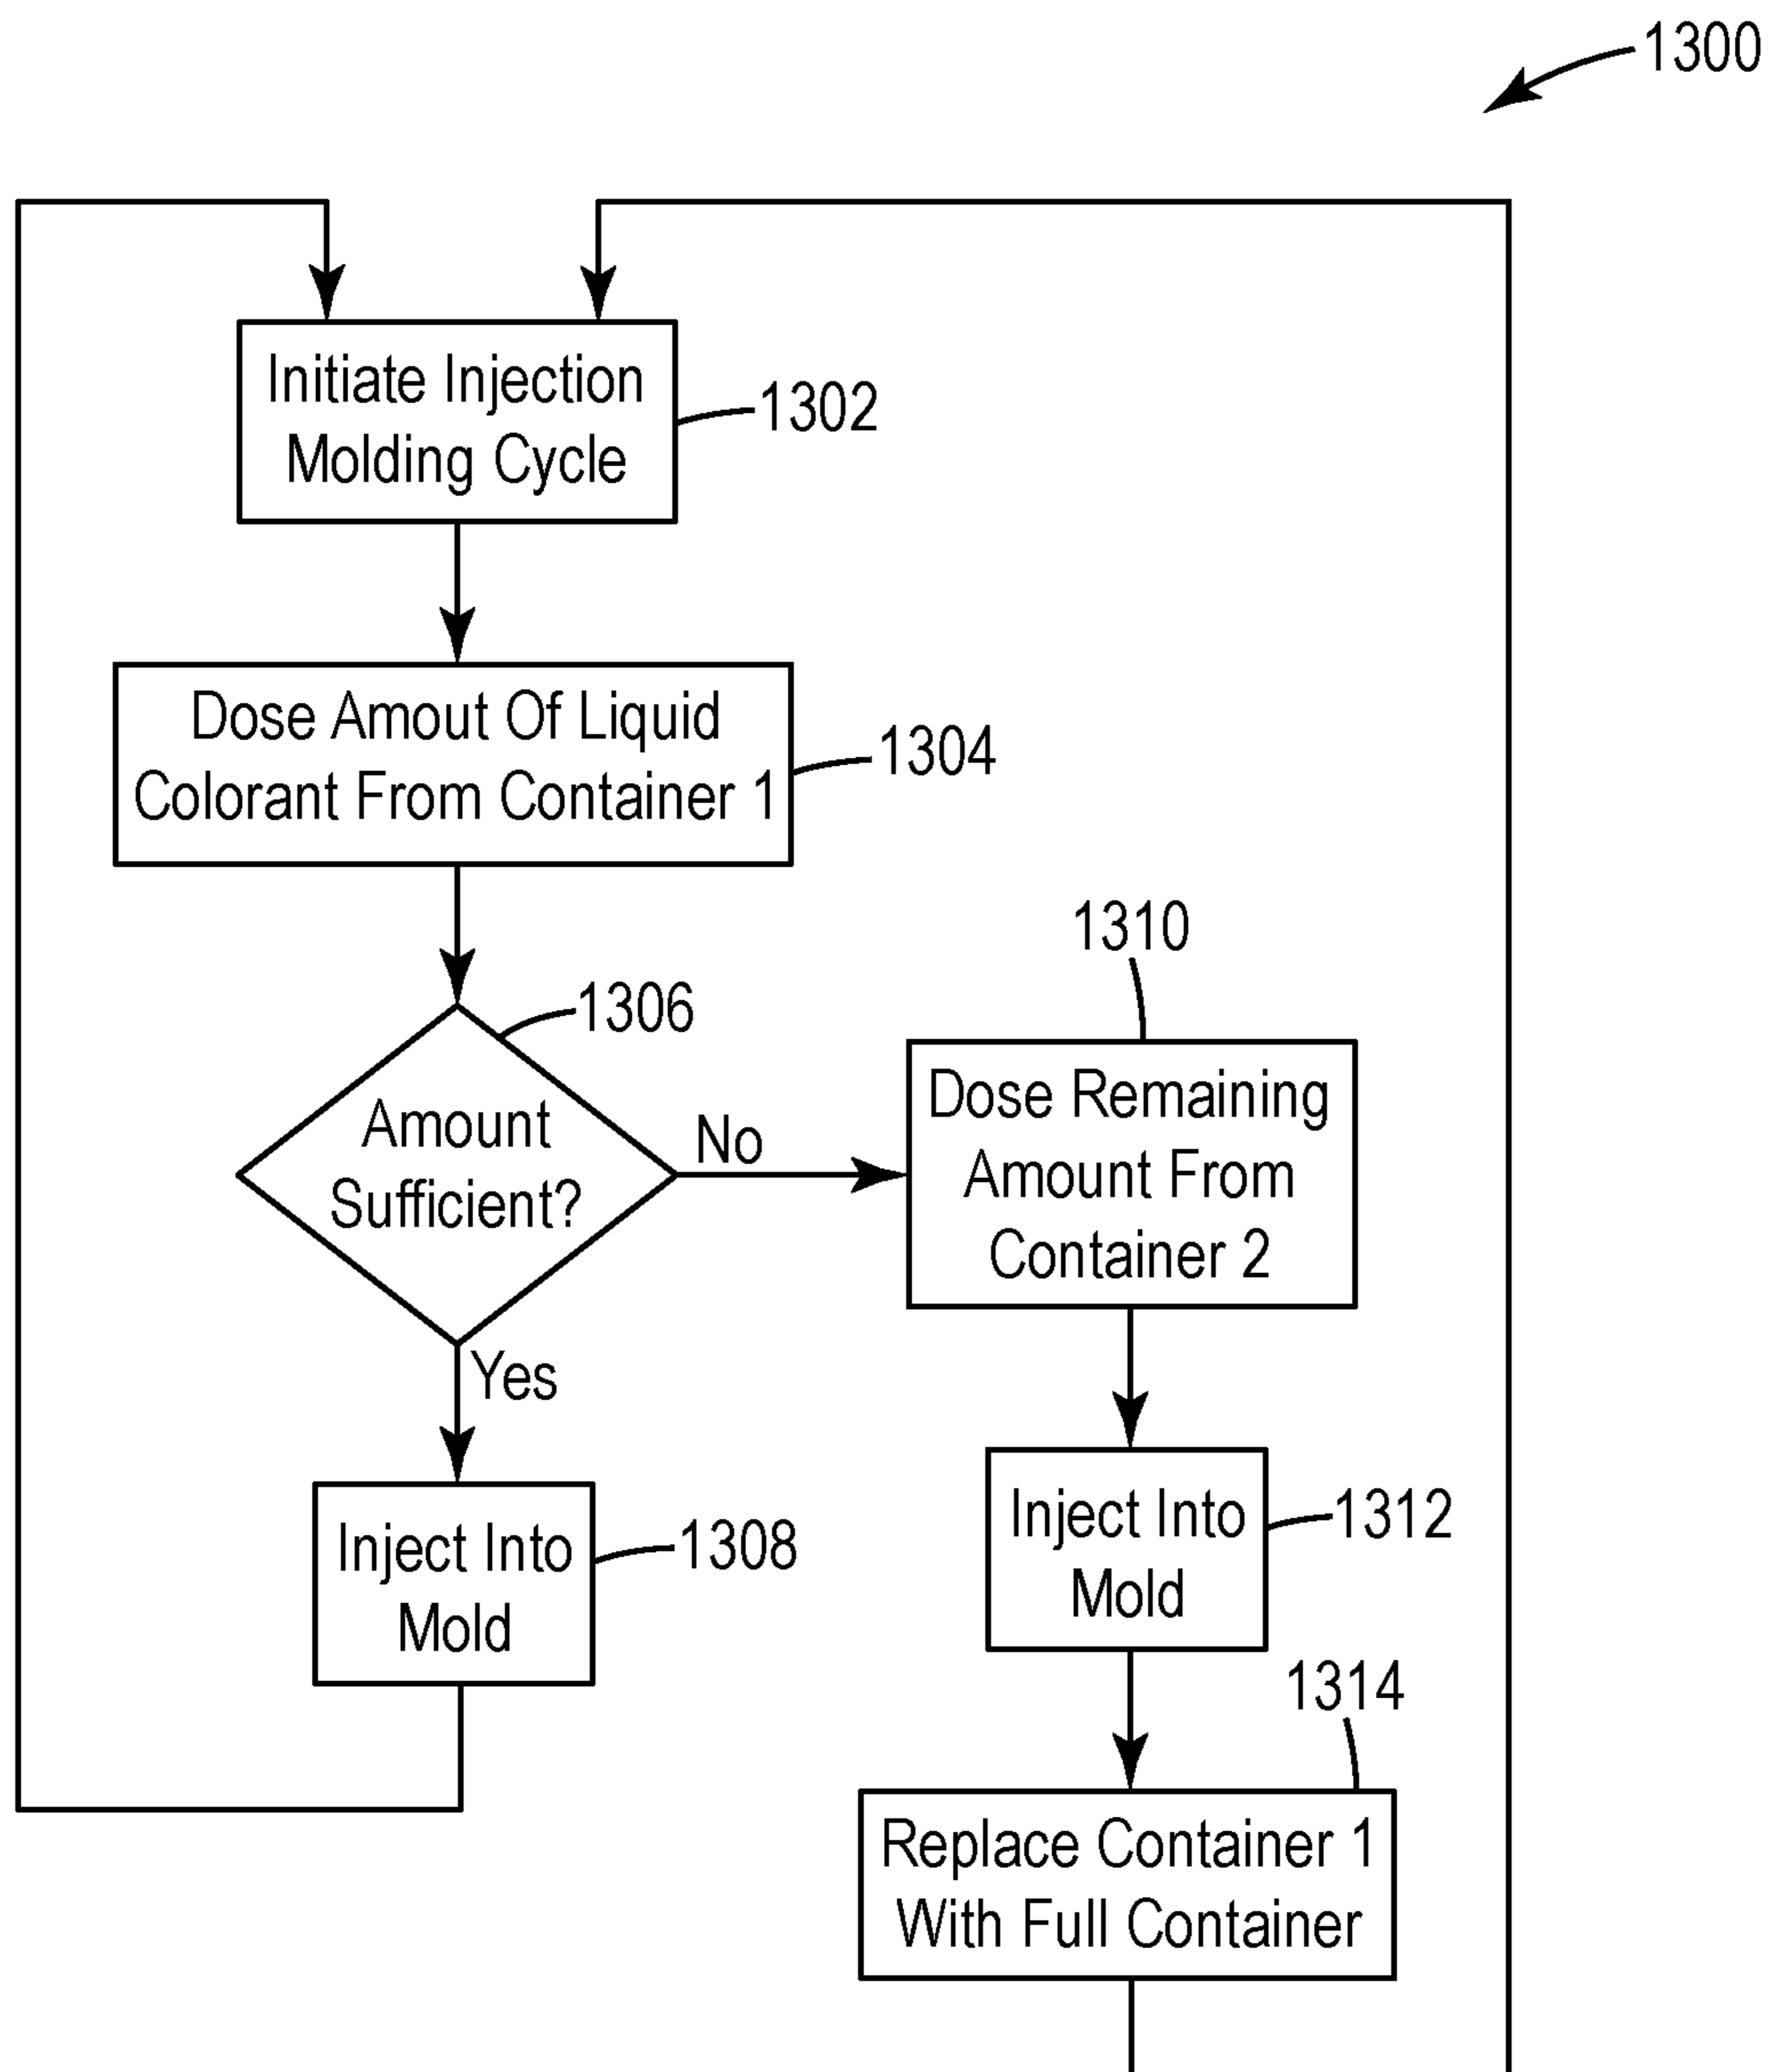 1300
Initiate Injection
Molding Cycle
1302
Dose Amout Of Liquid
Colorant From Container 1
1304
1306
Amount
Sufficient?
No
Yes
1310
Dose Remaining
Amount From
Container 2
Inject Into
Mold
1308
Inject Into
Mold
1312
1314
Replace Container 1
With Full Container